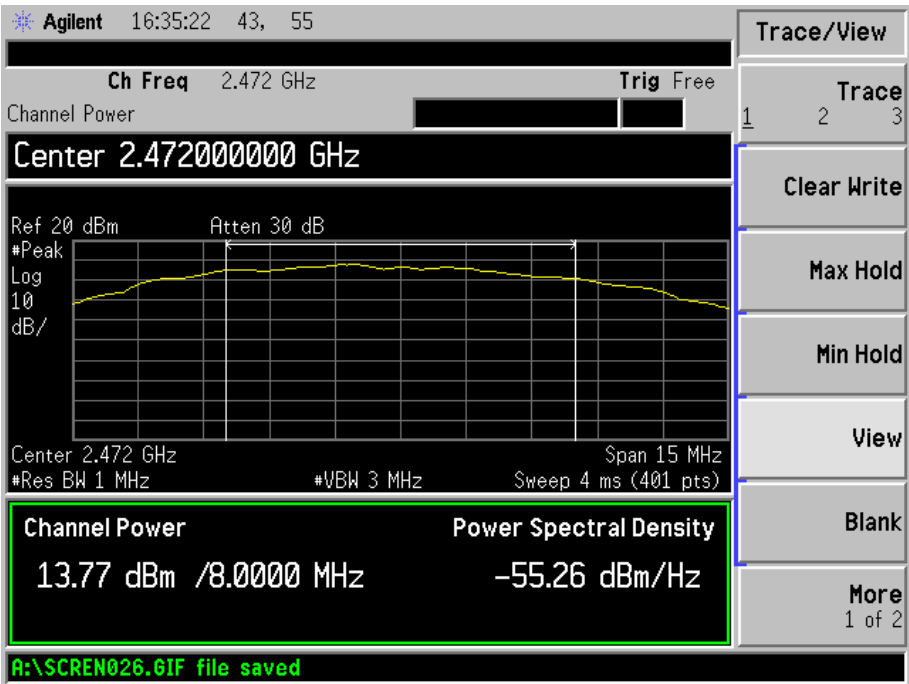 Agilent 16:35:22 43, 55
Ch Freq 2.472 GHz Trig Free
Channel Power
Center 2.472000000 GHz
Ref 20 dBm Atten 30 dB
#Peak
Log
10
dB/
Center 2.472 GHz Span 15 MHz
#Res BW 1 MHz #VBW 3 MHz Sweep 4 ms (401 pts)
Channel Power Power Spectral Density
13.77 dBm /8.0000 MHz -55.26 dBm/Hz
A:\SCREN026.GIF file saved
Trace/View
Trace
1 2 3
Clear Write
Max Hold
Min Hold
View
Blank
More
1 of 2